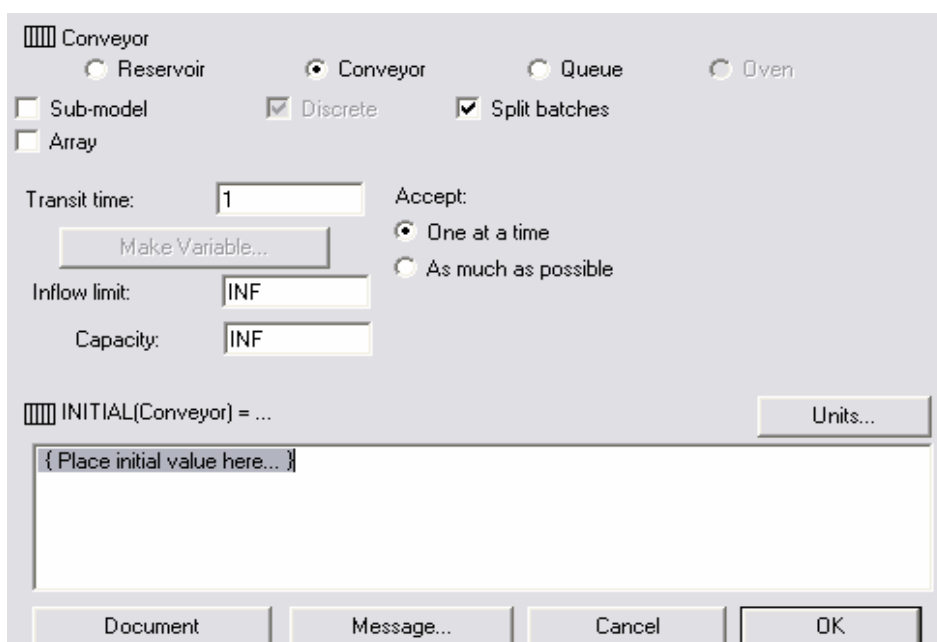 Conveyor
Reservoir Conveyor Queue Oven
Sub-model Discrete Split batches
Array
Transit time: 1 Accept:
Make Variable... One at a time
As much as possible
Inflow limit: INF
Capacity: INF
INITIAL(Conveyor) = ... Units...
{ Place initial value here... }
Document Message... Cancel OK